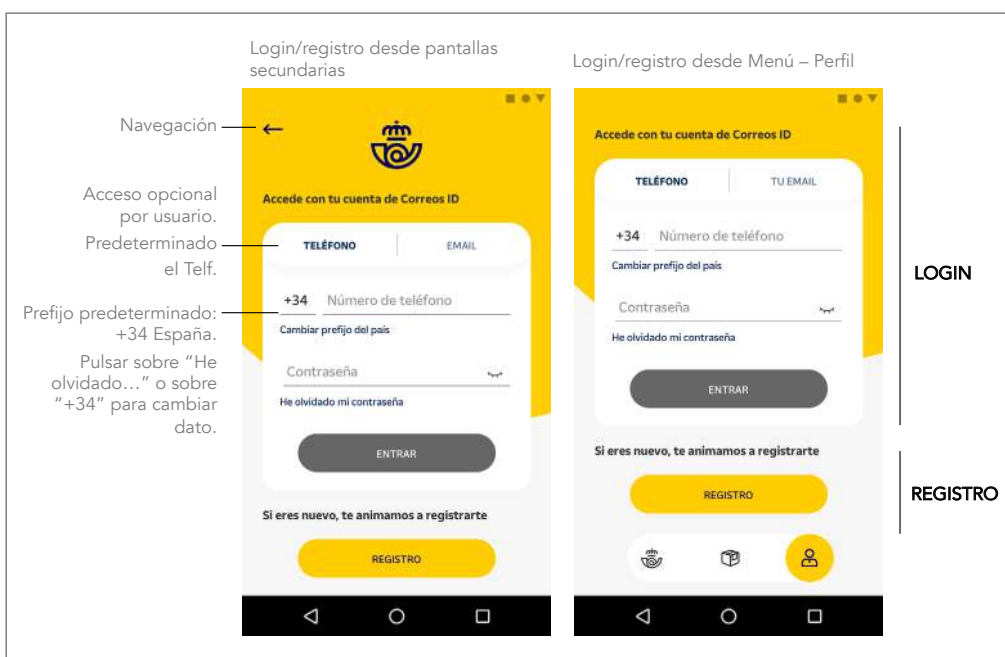 Login/registro desde pantallas
secundarias
Login/registro desde Menú – Perfil
Navegación
Acceso opcional
por usuario.
Predeterminado
el Telf.
Prefijo predeterminado:
+34 España.
Pulsar sobre “He
olvidado…” o sobre
“+34” para cambiar
dato.
Accede con tu cuenta de Correos ID
TELÉFONO EMAIL
+34 Número de teléfono
Cambiar prefijo del país
Contraseña
He olvidado mi contraseña
ENTRAR
Si eres nuevo, te animamos a registrarte
REGISTRO
Accede con tu cuenta de Correos ID
TELÉFONO TU EMAIL
+34 Número de teléfono
Cambiar prefijo del país
Contraseña
He olvidado mi contraseña
ENTRAR
Si eres nuevo, te animamos a registrarte
REGISTRO
LOGIN
REGISTRO